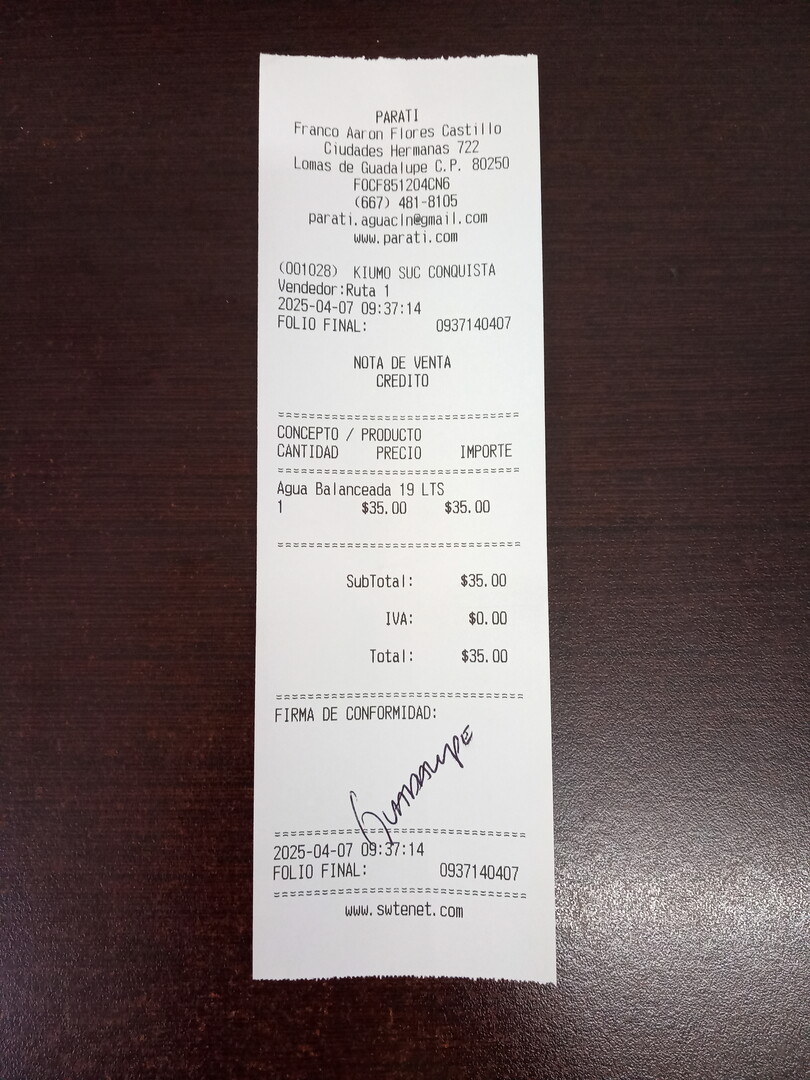 PARATI
Franco Aaron Flores Castillo
Ciudades Hermanas 722
Lomas de Guadalupe C.P. 80250
FOCF851204CN6
(667) 481-8105
parati.aguacln@gmail.com
www.parati.com
(001028) KIUMO SUC CONQUISTA
Vendedor:Ruta 1
2025-04-07 09:37:14
FOLIO FINAL: 0937140407
NOTA DE VENTA
CREDITO
==============================
CONCEPTO / PRODUCTO
CANTIDAD PRECIO IMPORTE
==============================
Agua Balanceada 19 LTS
1 $35.00 $35.00
==============================
SubTotal: $35.00
IVA: $0.00
Total: $35.00
==============================
FIRMA DE CONFORMIDAD:
Guadalupe
==============================
2025-04-07 09:37:14
FOLIO FINAL: 0937140407
==============================
www.swtenet.com